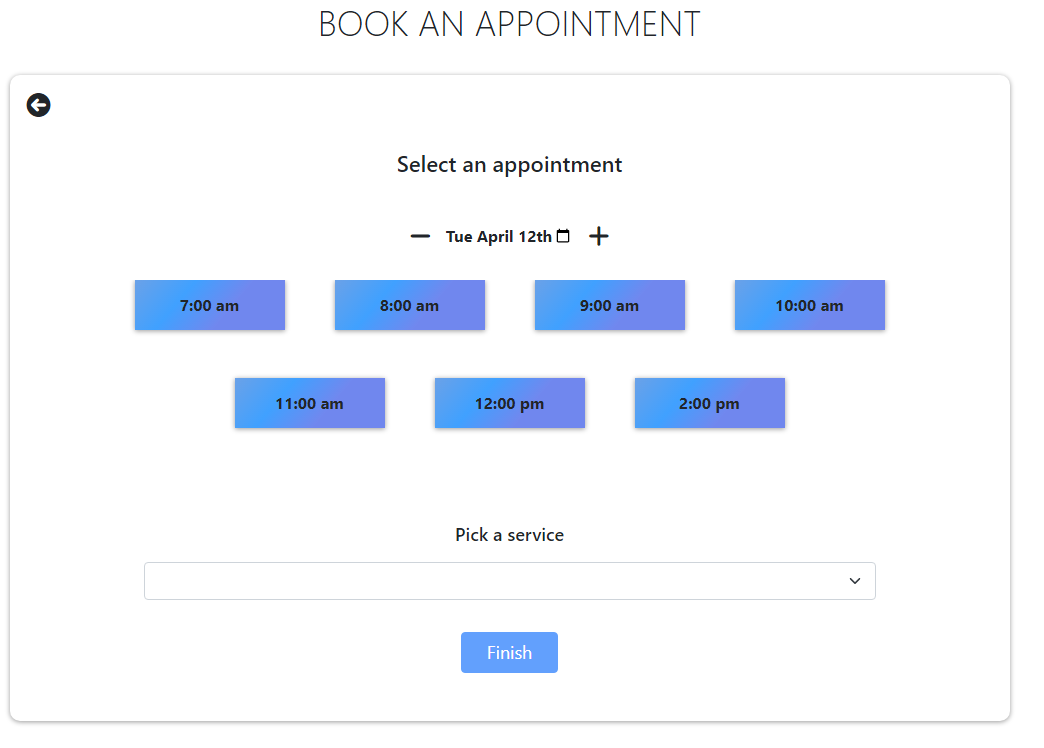 BOOK AN APPOINTMENT
Select an appointment
Tue April 12th
7:00 am 8:00 am 9:00 am 10:00 am
11:00 am 12:00 pm 2:00 pm
Pick a service
Finish